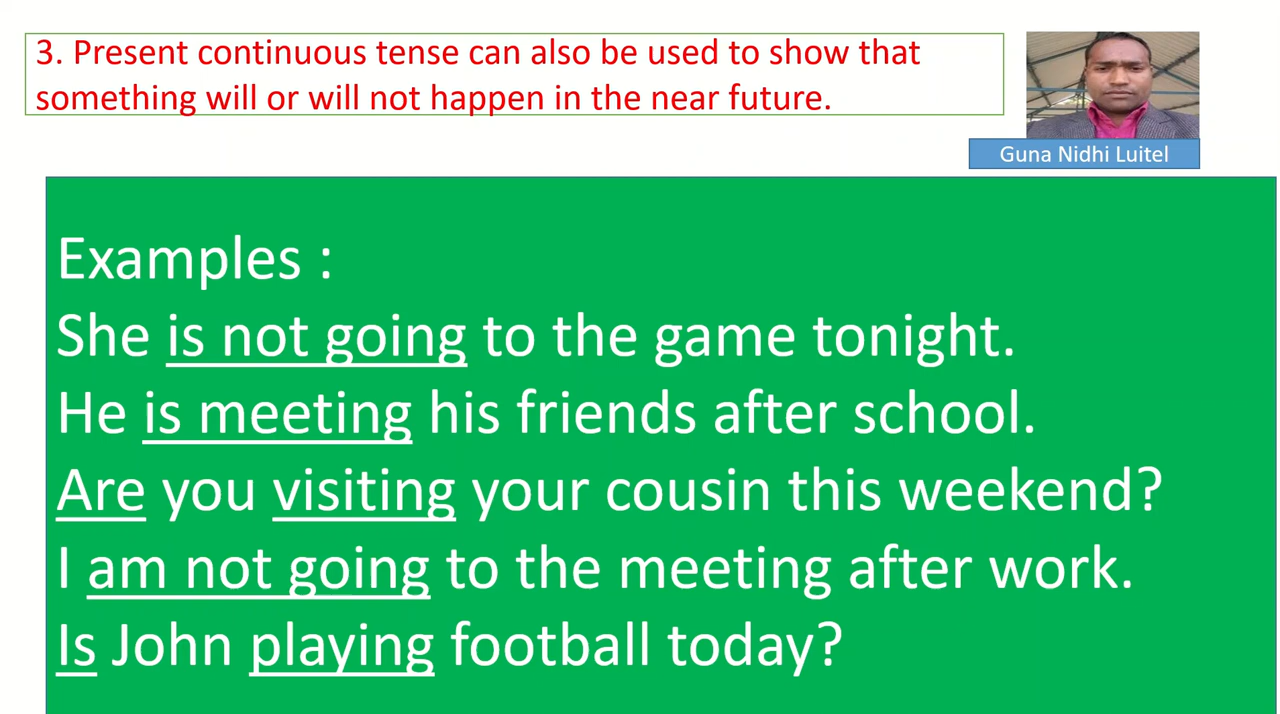 3. Present continuous tense can also be used to show that
something will or will not happen in the near future.
Guna Nidhi Luitel
Examples :
She is not going to the game tonight.
He is meeting his friends after school.
Are you visiting your cousin this weekend?
I am not going to the meeting after work.
Is John playing football today?